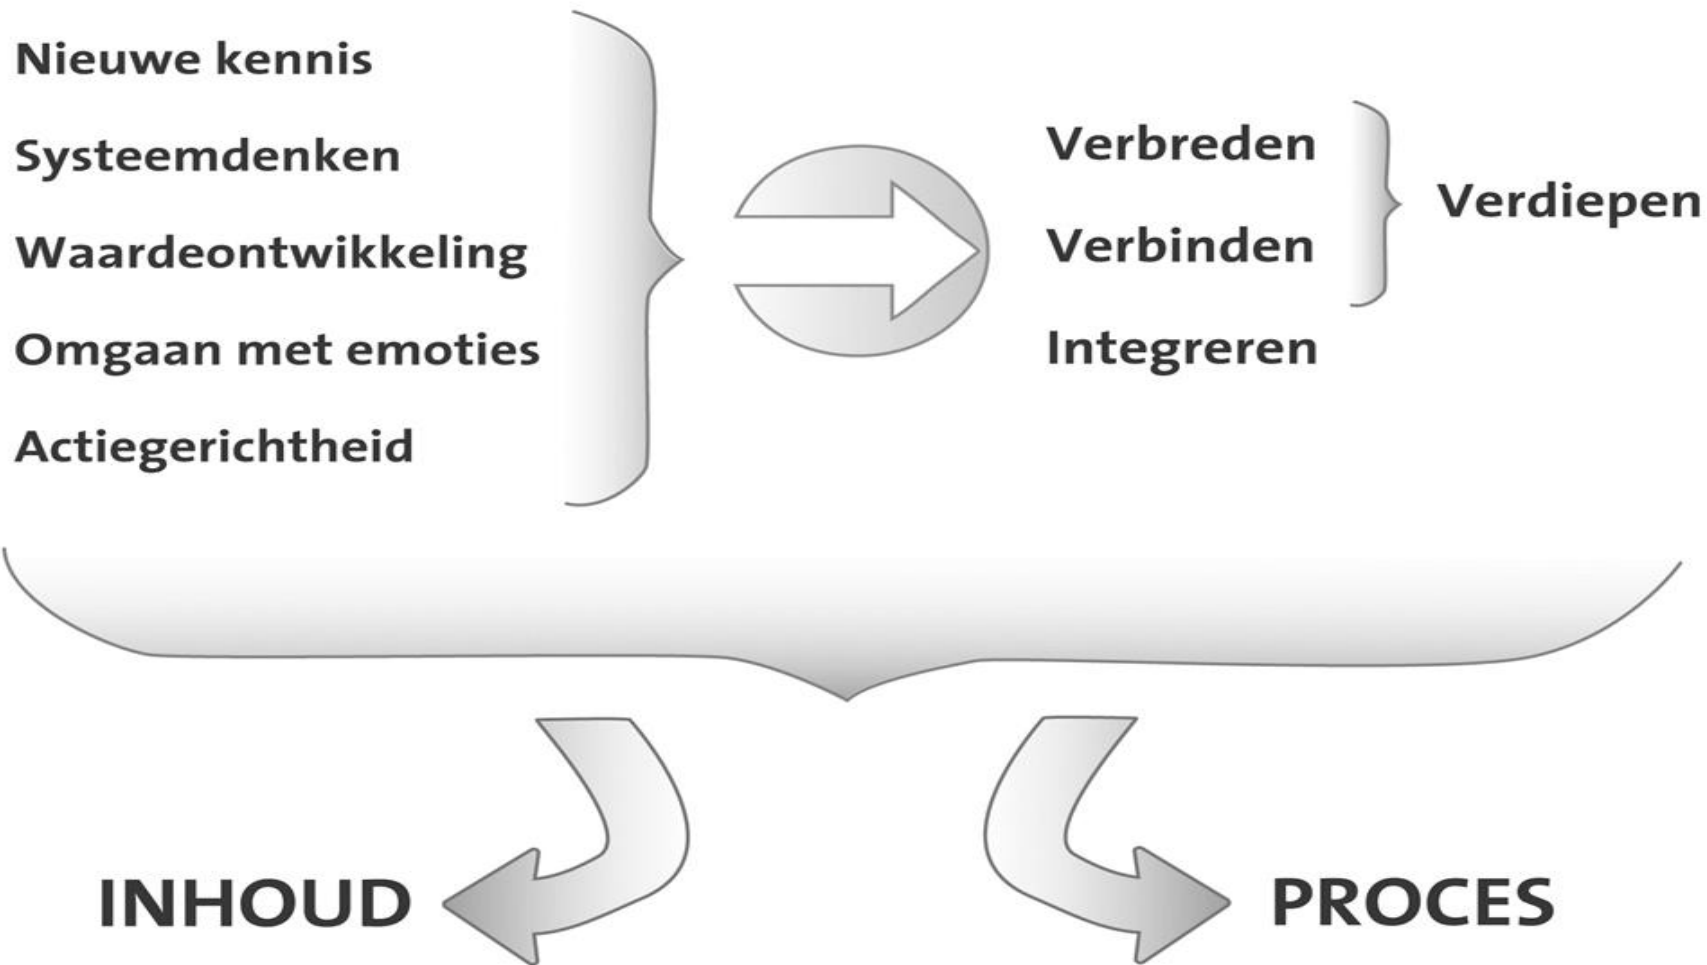 Nieuwe kennis
Systeemdenken
Waardeontwikkeling
Omgaan met emoties
Actiegerichtheid
Verbreden
Verbinden
Integreren
Verdiepen
INHOUD
PROCES